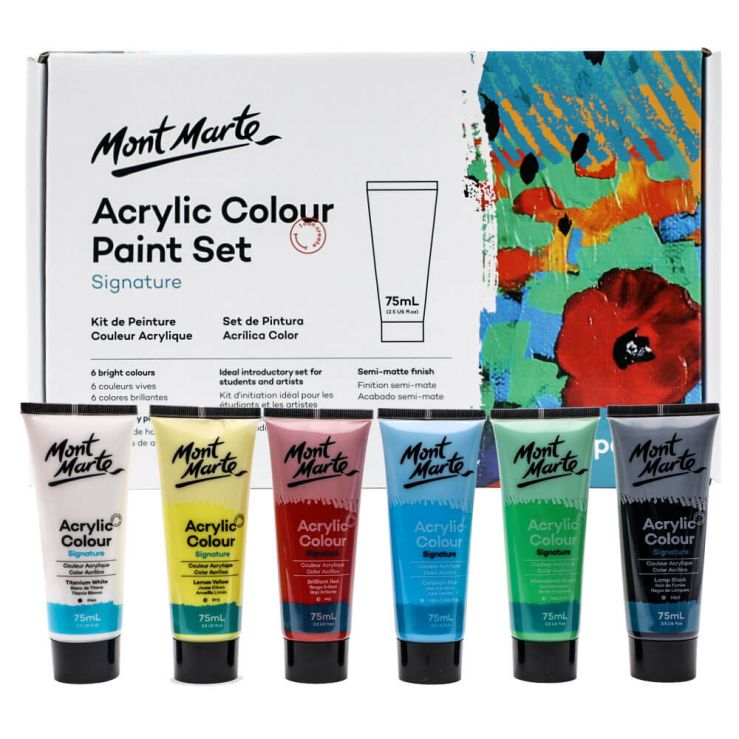 Mont Marte
Acrylic Colour
Paint Set
Signature
I can create
75mL
(2.5 US fl.oz)
Kit de Peinture
Couleur Acrylique
Set de Pintura
Acrílica Color
6 bright colours
6 couleurs vives
6 colores brillantes
Ideal introductory set for
students and artists
Kit d'initiation idéal pour les
étudiants et les artistes
Semi-matte finish
Finition semi-mate
Acabado semi-mate
Mont
Marte
Acrylic
Colour
Signature
Couleur Acrylique
Color Acrílico
Titanium White
Blanc de Titane
Titanio Blanco
PW6
75mL
2.5 US fl.oz
Mont
Marte
Acrylic
Colour
Signature
Couleur Acrylique
Color Acrílico
Lemon Yellow
Jaune Citron
Amarillo Limón
PY3
75mL
2.5 US fl.oz
Mont
Marte
Acrylic
Colour
Signature
Couleur Acrylique
Color Acrílico
Brilliant Red
Rouge Brillant
Rojo Brillante
75mL
2.5 US fl.oz
Mont
Marte
Acrylic
Colour
Signature
Couleur Acrylique
Color Acrílico
Cerulean Blue
75mL
2.5 US fl.oz
Mont
Marte
Acrylic
Colour
Signature
Couleur Acrylique
Color Acrílico
Monastral Green
75mL
2.5 US fl.oz
Mont
Marte
Acrylic
Colour
Signature
Couleur Acrylique
Color Acrílico
Lamp Black
Noir de Fumée
PBk7
75mL
2.5 US fl.oz